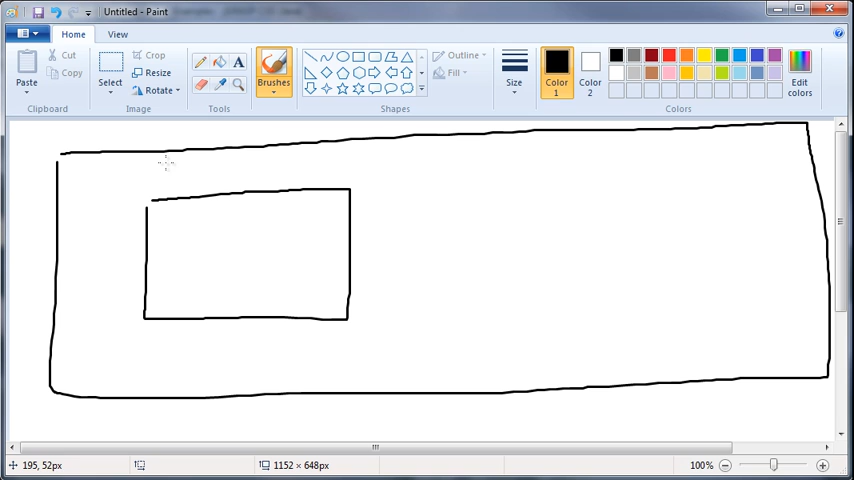 Untitled - Paint
Home View
Paste
Cut
Copy
Clipboard
Select
Crop
Resize
Rotate
Image
A
Tools
Brushes
Shapes
Outline
Fill
Size
Color 1
Color 2
Edit colors
Colors
195, 52px
1152 × 648px
100%